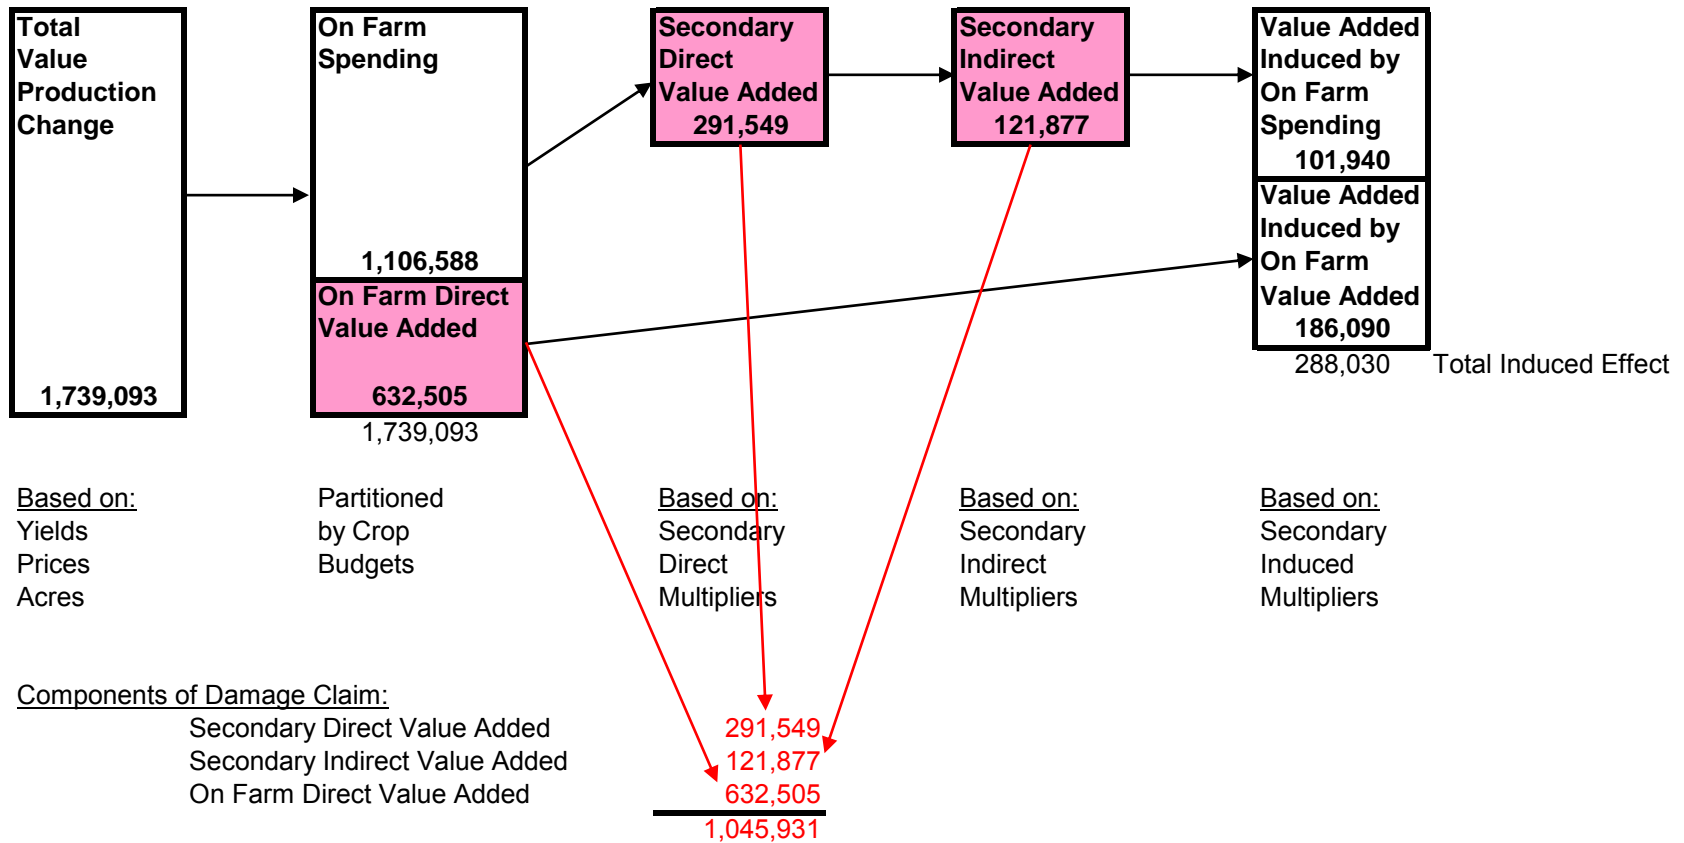 Total
Value
Production
Change
1,739,093
On Farm
Spending
1,106,588
On Farm Direct
Value Added
632,505
1,739,093
Secondary
Direct
Value Added
291,549
Secondary
Indirect
Value Added
121,877
Value Added
Induced by
On Farm
Spending
101,940
Value Added
Induced by
On Farm
Value Added
186,090
288,030 Total Induced Effect
Based on:
Yields
Prices
Acres
Partitioned
by Crop
Budgets
Based on:
Secondary
Direct
Multipliers
Based on:
Secondary
Indirect
Multipliers
Based on:
Secondary
Induced
Multipliers
Components of Damage Claim:
Secondary Direct Value Added 291,549
Secondary Indirect Value Added 121,877
On Farm Direct Value Added 632,505
1,045,931